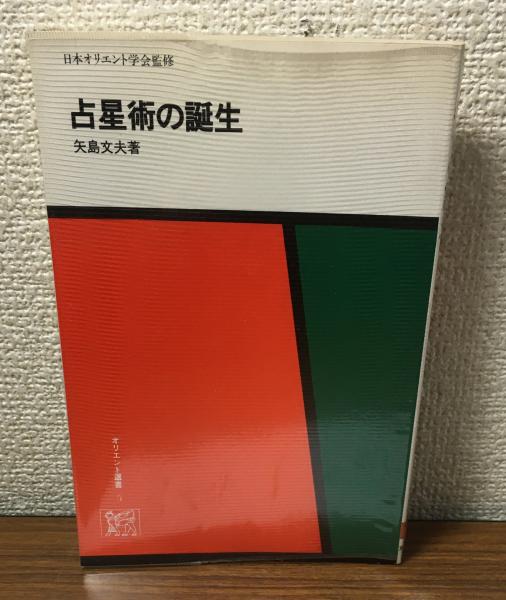 日本オリエント学会監修
占星術の誕生
矢島文夫著
オリエント選書